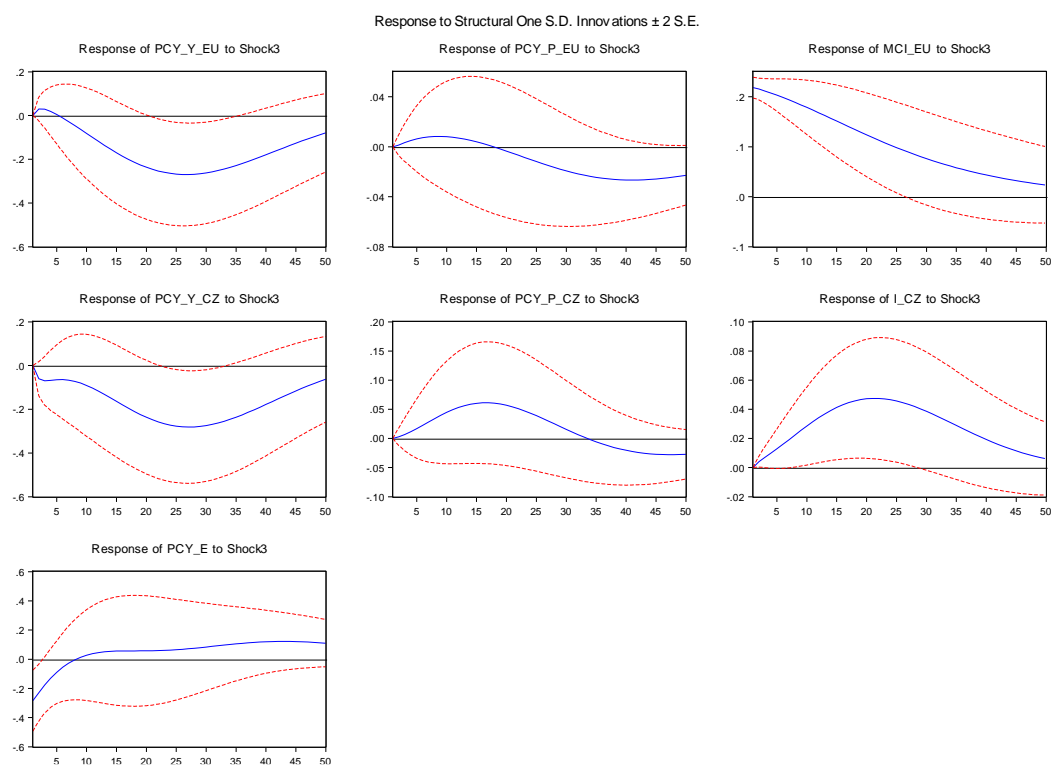 Response to Structural One S.D. Innovations ± 2 S.E.
Response of PCY_Y_EU to Shock3
.2
.0
-.2
-.4
-.6
5 10 15 20 25 30 35 40 45 50
Response of PCY_P_EU to Shock3
.04
.00
-.04
-.08
5 10 15 20 25 30 35 40 45 50
Response of MCI_EU to Shock3
.2
.1
.0
-.1
5 10 15 20 25 30 35 40 45 50
Response of PCY_Y_CZ to Shock3
.2
.0
-.2
-.4
-.6
5 10 15 20 25 30 35 40 45 50
Response of PCY_P_CZ to Shock3
.20
.15
.10
.05
.00
-.05
-.10
5 10 15 20 25 30 35 40 45 50
Response of I_CZ to Shock3
.10
.08
.06
.04
.02
.00
-.02
5 10 15 20 25 30 35 40 45 50
Response of PCY_E to Shock3
.6
.4
.2
.0
-.2
-.4
-.6
5 10 15 20 25 30 35 40 45 50